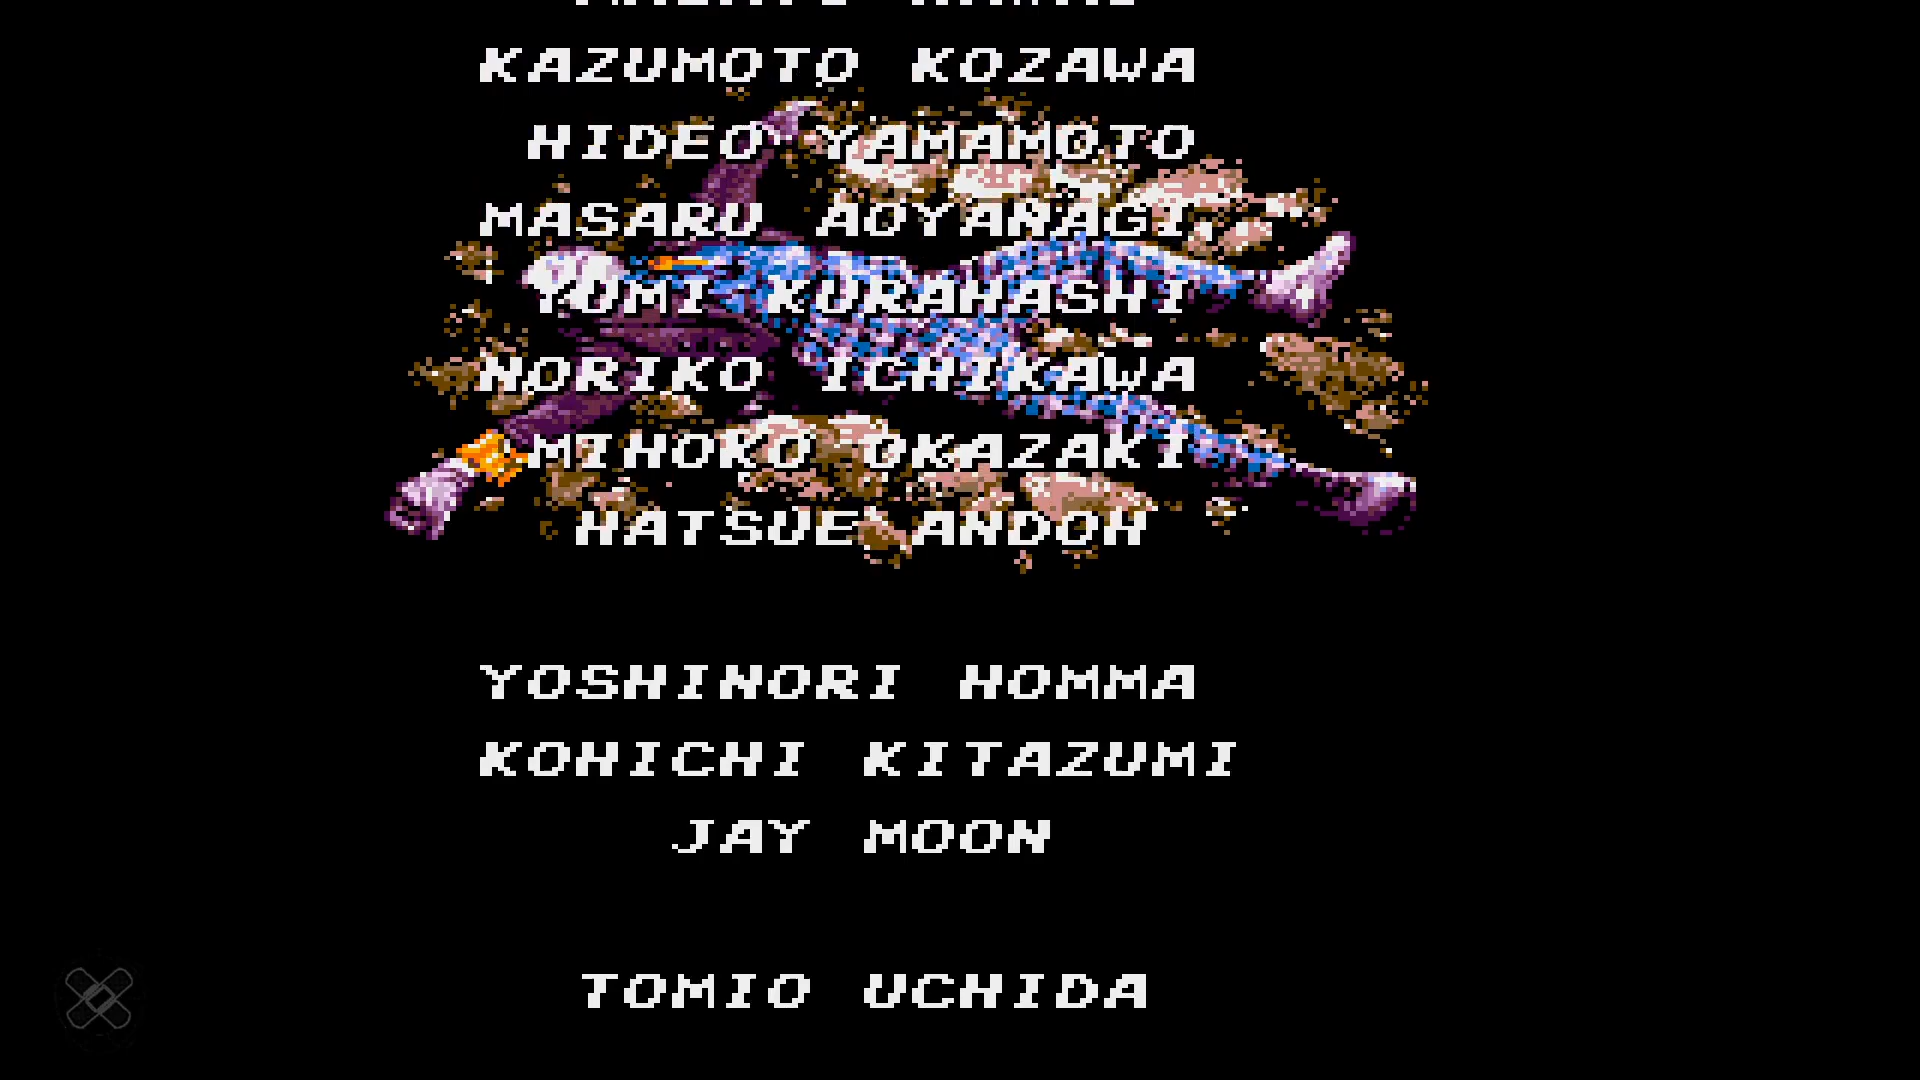 KAZUMOTO KOZAWA
HIDEO YAMAMOTO
MASARU AOYANAGI
YUMI KURAHASHI
NORIKO ICHIKAWA
MIHOKO OKAZAKI
HATSUE ANDOH
YOSHINORI HOMMA
KOHICHI KITAZUMI
JAY MOON
TOMIO UCHIDA